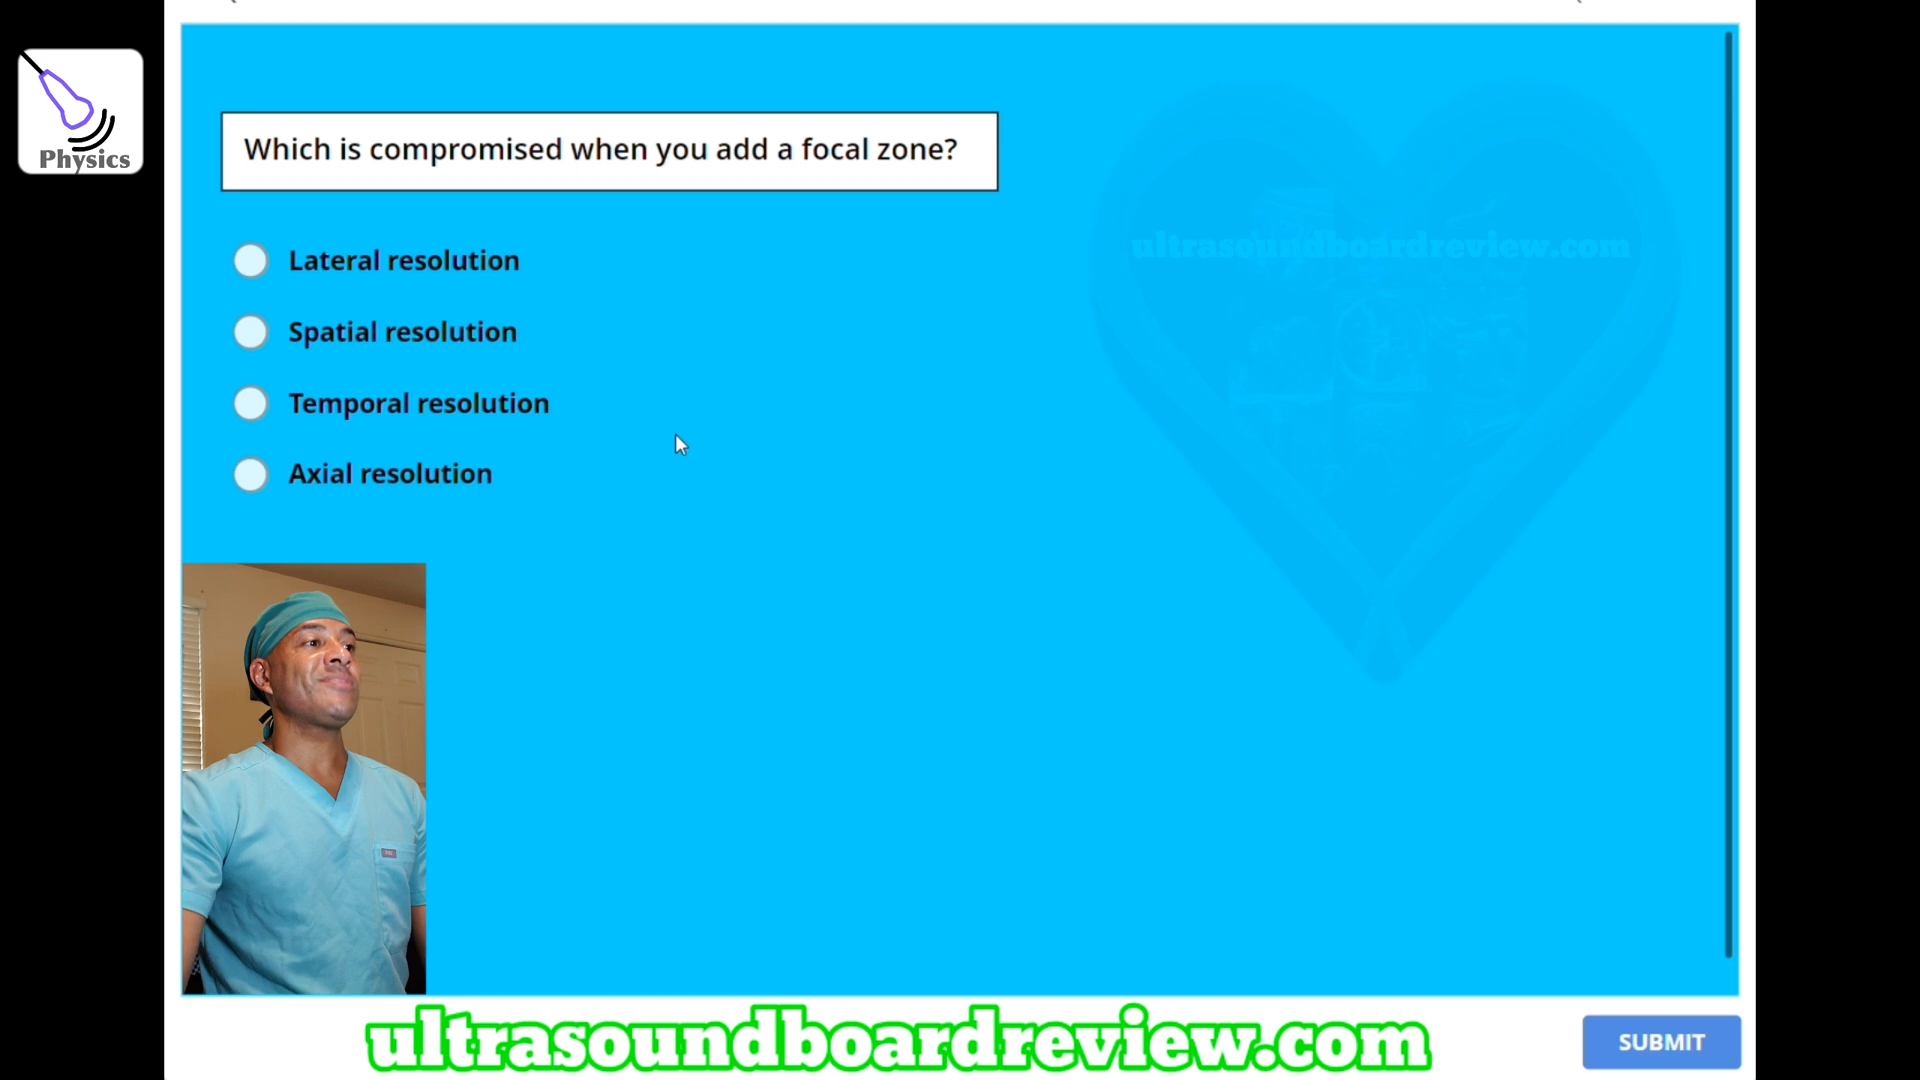 Physics
Which is compromised when you add a focal zone?
ultrasoundboardreview.com
Lateral resolution
Spatial resolution
Temporal resolution
Axial resolution
ultrasoundboardreview.com
SUBMIT